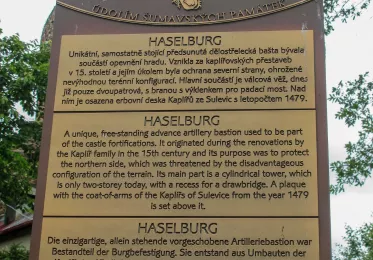 ÚDOLÍM ŠUMAVSKÝCH PAMÁTEK
HASELBURG
Unikátní, samostatně stojící předsunutá dělostřelecká bašta bývala
součástí opevnění hradu. Vznikla za kaplířovských přestaveb
v 15. století a jejím úkolem byla ochrana severní strany, ohrožené
nevýhodnou terénní konfigurací. Hlavní součástí je válcová věž, dnes
již pouze dvoupatrová, s branou s výklenkem pro padací most. Nad
ním je osazena erbovní deska Kaplířů ze Sulevic s letopočtem 1479.
HASELBURG
A unique, free-standing advance artillery bastion used to be part
of the castle fortifications. It originated during the renovations by
the Kaplíř family in the 15th century and its purpose was to protect
the northern side, which was threatened by the disadvantageous
configuration of the terrain. Its main part is a cylindrical tower, which
is only two-storey today, with a recess for a drawbridge. A plaque
with the coat-of-arms of the Kaplířs of Sulevice from the year 1479
is set above it.
HASELBURG
Die einzigartige, allein stehende vorgeschobene Artilleriebastion war
Bestandteil der Burgbefestigung. Sie entstand aus Umbauten der